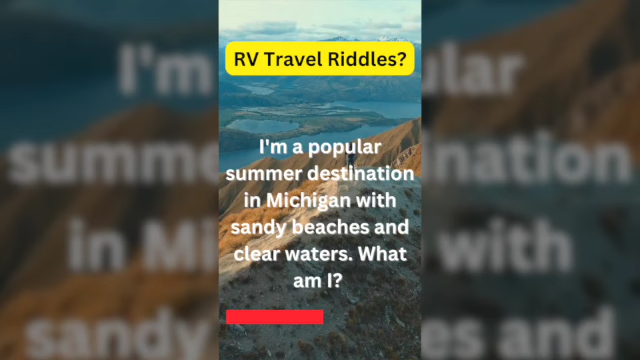 RV Travel Riddles?
I'm a popular
summer destination
in Michigan with
sandy beaches and
clear waters. What
am I?